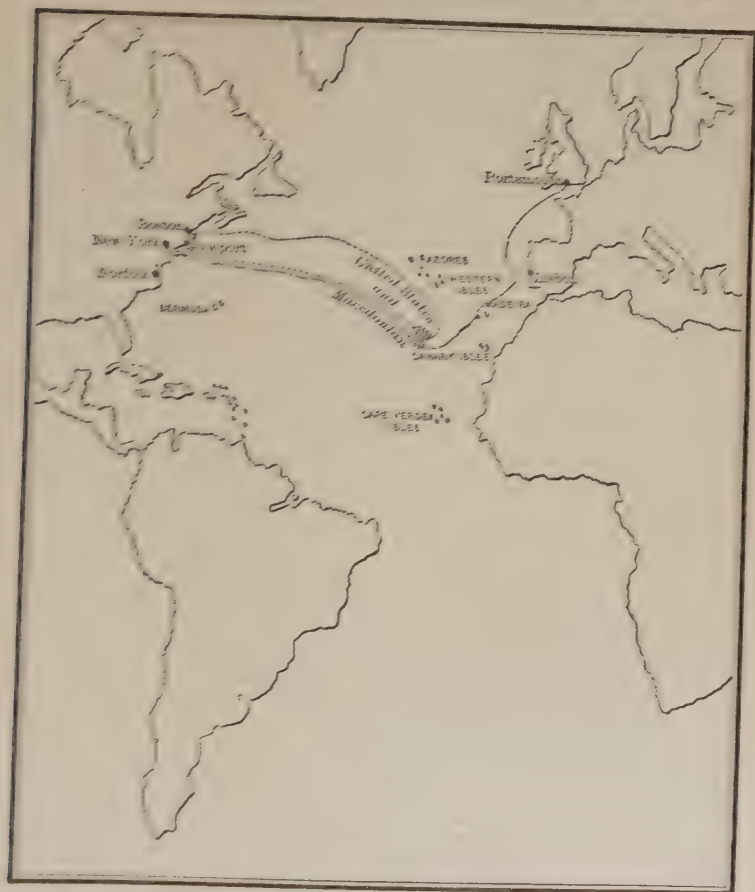 Portsmouth
Boston
New York
Newport
Norfolk
AZORES
WESTERN
ISLES
Lisbon
United States
and
Macedonian
MADEIRA
BERMUDAS
CANARY ISLES
CAPE VERDE
ISLES